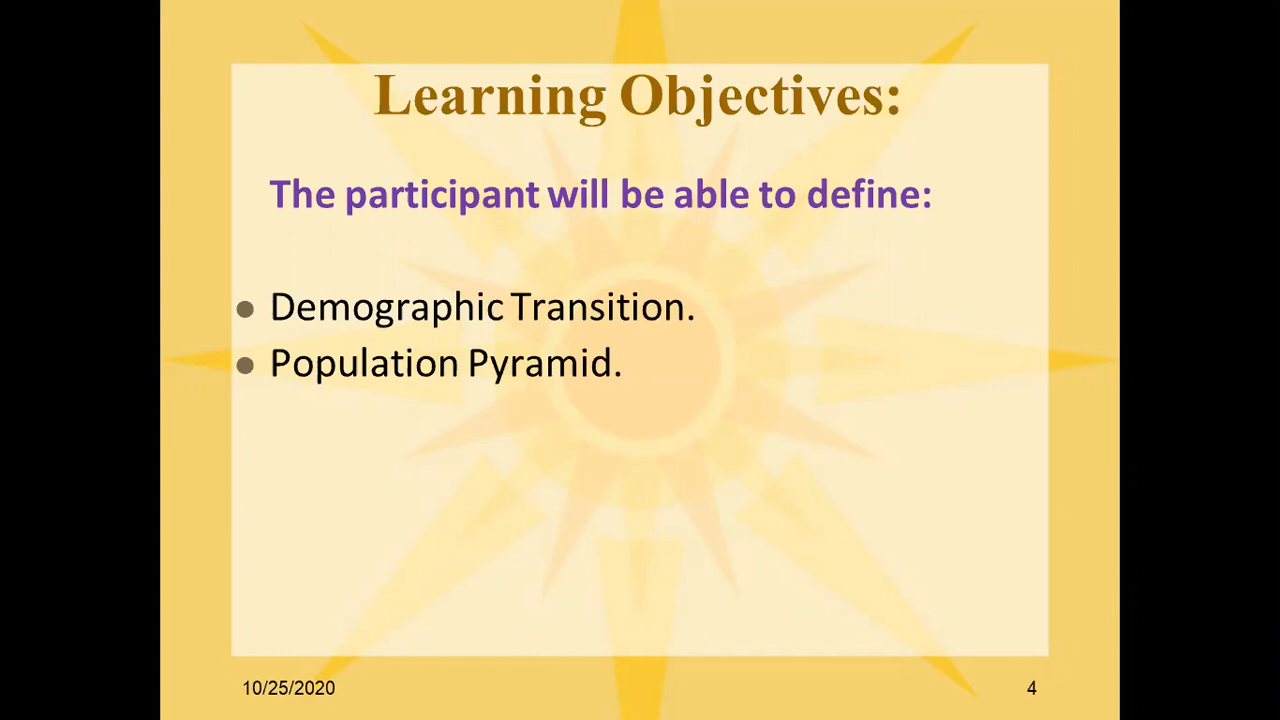 Learning Objectives:
The participant will be able to define:
● Demographic Transition.
● Population Pyramid.
10/25/2020
4